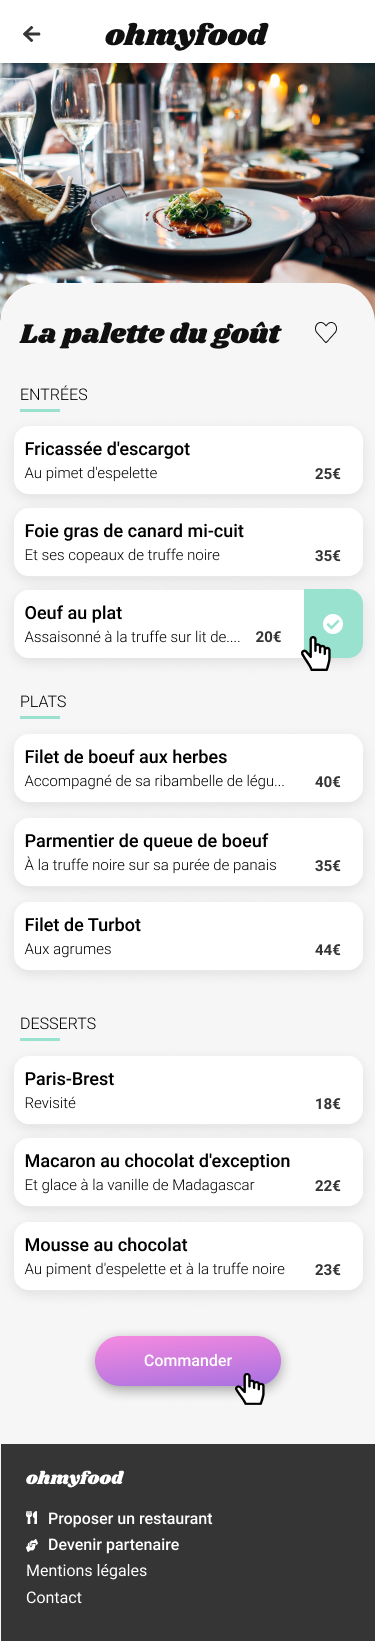 ohmyfood
La palette du goût
ENTRÉES
Fricassée d'escargot
Au pimet d'espelette
25€
Foie gras de canard mi-cuit
Et ses copeaux de truffe noire
35€
Oeuf au plat
Assaisonné à la truffe sur lit de....
20€
PLATS
Filet de boeuf aux herbes
Accompagné de sa ribambelle de légu...
40€
Parmentier de queue de boeuf
À la truffe noire sur sa purée de panais
35€
Filet de Turbot
Aux agrumes
44€
DESSERTS
Paris-Brest
Revisité
18€
Macaron au chocolat d'exception
Et glace à la vanille de Madagascar
22€
Mousse au chocolat
Au piment d'espelette et à la truffe noire
23€
Commander
ohmyfood
Proposer un restaurant
Devenir partenaire
Mentions légales
Contact